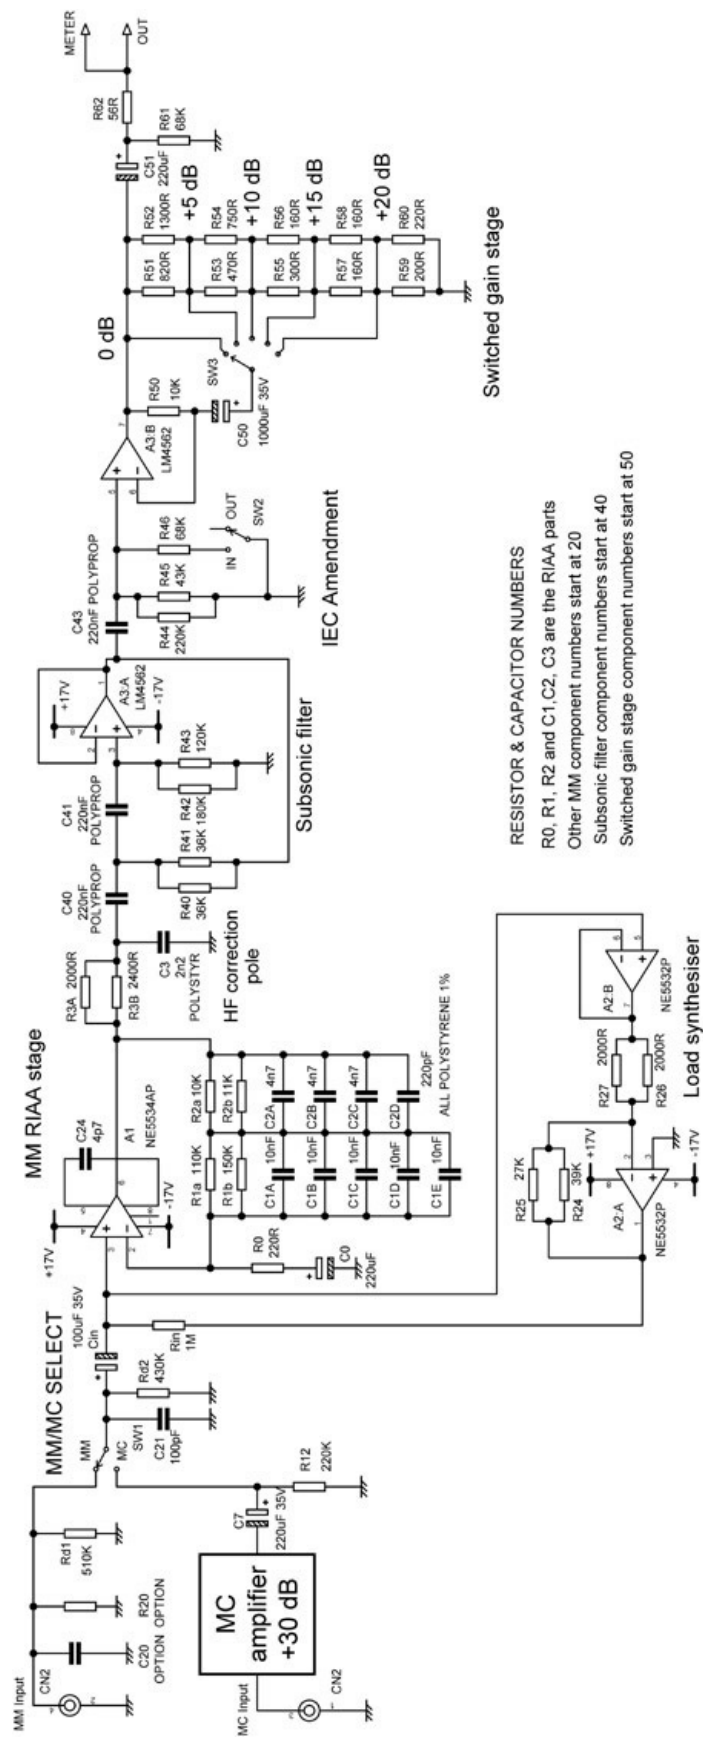 MM Input
CN2
C20
OPTION
R20
OPTION
Rd1
510K
MC Input
CN2
MC
amplifier
+30 dB
C7
220uF 35V
R12
220K
MM/MC SELECT
MM
MC
SW1
C21
100pF
Rd2
430K
100uF 35V
Cin
+
Rin
1M
MM RIAA stage
+17V
-17V
C24
4p7
A1
NE5534AP
R0
220R
C0
220uF
R1a 110K
R1b 150K
R2a 10K
R2b 11K
C1A 10nF
C1B 10nF
C1C 10nF
C1D 10nF
C1E 10nF
C2A 4n7
C2B 4n7
C2C 4n7
C2D 220pF
ALL POLYSTYRENE 1%
R3A 2000R
R3B 2400R
C3
2n2
POLYSTYR
HF correction
pole
C40
220nF
POLYPROP
C41
220nF
POLYPROP
R40
36K
R41
36K
R42
180K
R43
120K
+17V
-17V
A3:A
LM4562
Subsonic filter
C43
220nF POLYPROP
R44
220K
R45
43K
R46
68K
IN
OUT
SW2
IEC Amendment
A3:B
LM4562
R50
10K
C50
1000uF 35V
SW3
0 dB
R51
820R
R52
1300R
+5 dB
R53
470R
R54
750R
+10 dB
R55
300R
R56
160R
+15 dB
R57
160R
R58
160R
+20 dB
R59
200R
R60
220R
Switched gain stage
C51
220uF
R61
68K
R62
56R
METER
OUT
R25
27K
R24
39K
+17V
-17V
A2:A
NE5532P
R27
2000R
R26
2000R
A2:B
NE5532P
Load synthesiser
RESISTOR & CAPACITOR NUMBERS
R0, R1, R2 and C1,C2, C3 are the RIAA parts
Other MM component numbers start at 20
Subsonic filter component numbers start at 40
Switched gain stage component numbers start at 50